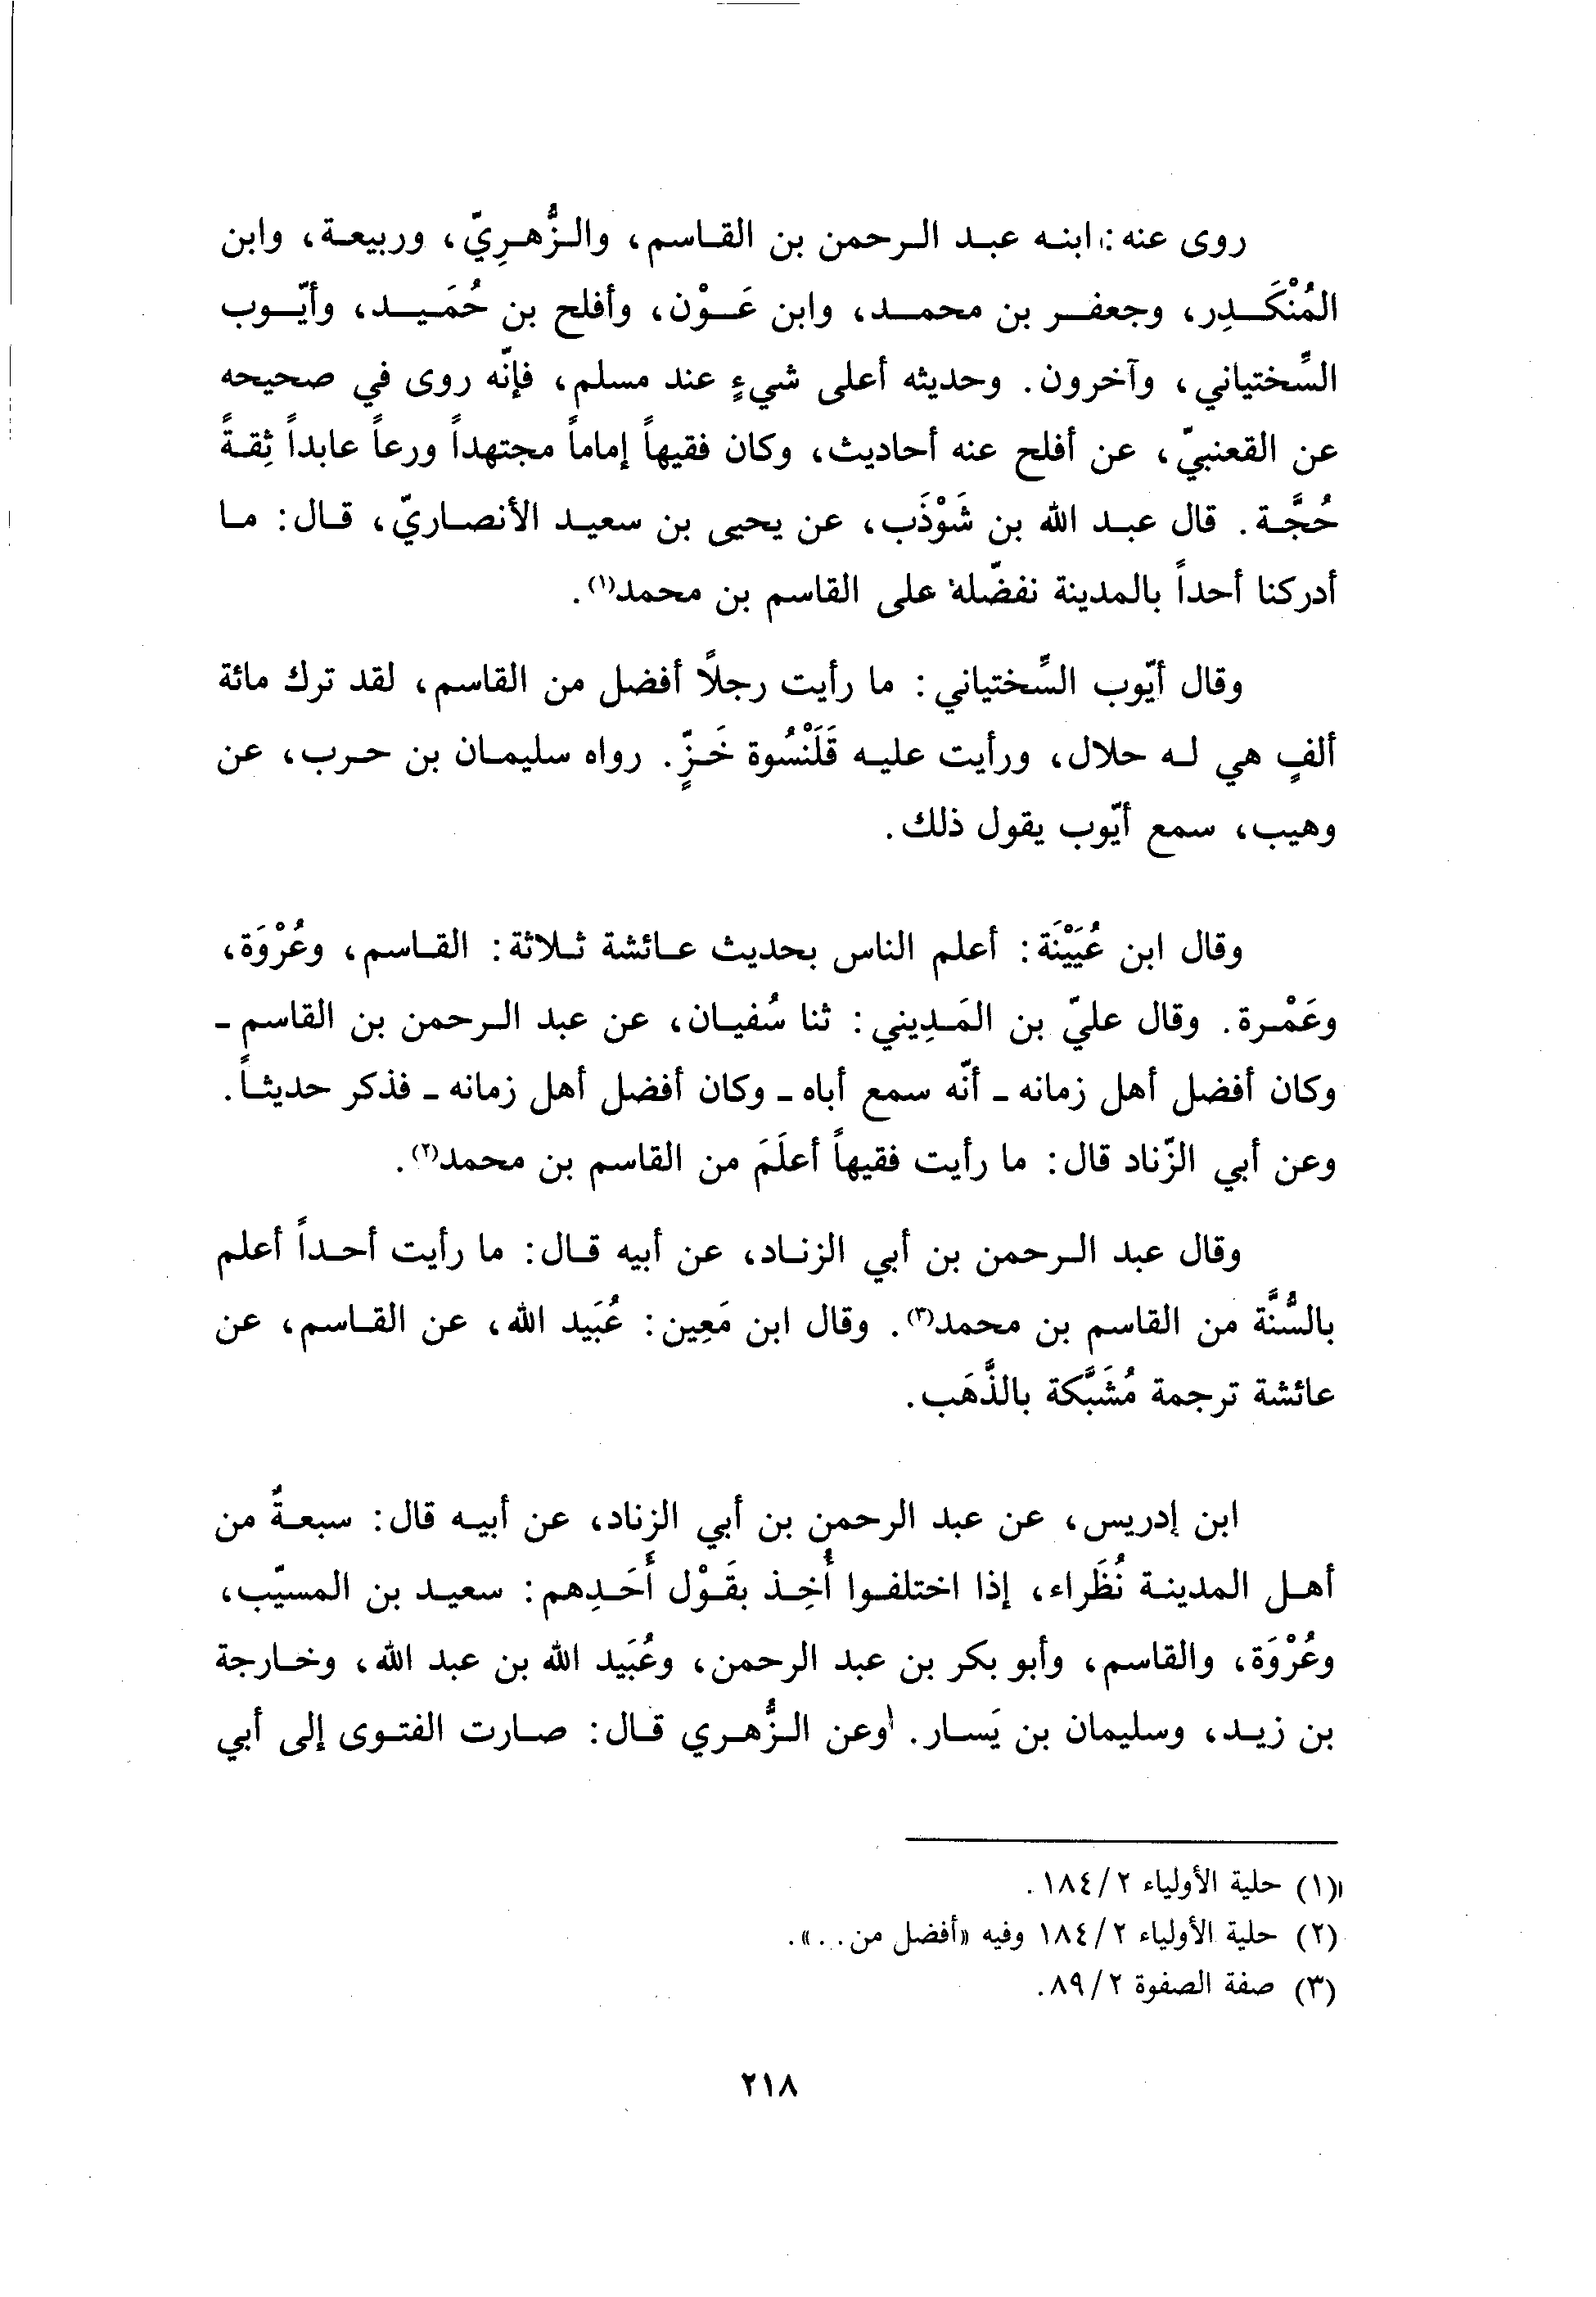 روى عنه: ابنه عبد الرحمن بن القاسم، والزُّهرِيّ، وربيعة، وابن
المُنْكَدِر، وجعفر بن محمد، وابن عَوْن، وأفلح بن حُمَيد، وأيّوب
السِّختياني، وآخرون. وحديثه أعلى شيءٍ عند مسلم، فإنّه روى في صحيحه
عن القعنبيّ، عن أفلح عنه أحاديث، وكان فقيهاً إماماً مجتهداً ورعاً عابداً ثِقةً
حُجَّة. قال عبد الله بن شَوْذَب، عن يحيى بن سعيد الأنصاريّ، قال: ما
أدركنا أحداً بالمدينة نفضّله على القاسم بن محمد(١).
وقال أيّوب السِّختياني: ما رأيت رجلاً أفضل من القاسم، لقد ترك مائة
ألفٍ هي له حلال، ورأيت عليه قَلَنْسُوة خَزٍّ. رواه سليمان بن حرب، عن
وهيب، سمع أيّوب يقول ذلك.
وقال ابن عُيَيْنَة: أعلم الناس بحديث عائشة ثلاثة: القاسم، وعُرْوَة،
وعَمْرة. وقال عليّ بن المَدِيني: ثنا سُفيان، عن عبد الرحمن بن القاسم -
وكان أفضل أهل زمانه - أنّه سمع أباه - وكان أفضل أهل زمانه - فذكر حديثاً.
وعن أبي الزّناد قال: ما رأيت فقيهاً أعلَمَ من القاسم بن محمد(٢).
وقال عبد الرحمن بن أبي الزناد، عن أبيه قال: ما رأيت أحداً أعلم
بالسُّنَّة من القاسم بن محمد(٣). وقال ابن مَعِين: عُبَيد الله، عن القاسم، عن
عائشة ترجمة مُشَبَّكة بالذَّهَب.
ابن إدريس، عن عبد الرحمن بن أبي الزناد، عن أبيه قال: سبعةٌ من
أهل المدينة نُظَراء، إذا اختلفوا أُخِذ بقَوْل أَحَدِهم: سعيد بن المسيّب،
وعُرْوَة، والقاسم، وأبو بكر بن عبد الرحمن، وعُبَيد الله بن عبد الله، وخارجة
بن زيد، وسليمان بن يَسار. وعن الزُّهري قال: صارت الفتوى إلى أبي
(١) حلية الأولياء ٢/١٨٤.
(٢) حلية الأولياء ٢/١٨٤ وفيه «أفضل من...».
(٣) صفة الصفوة ٢/٨٩.
٢١٨